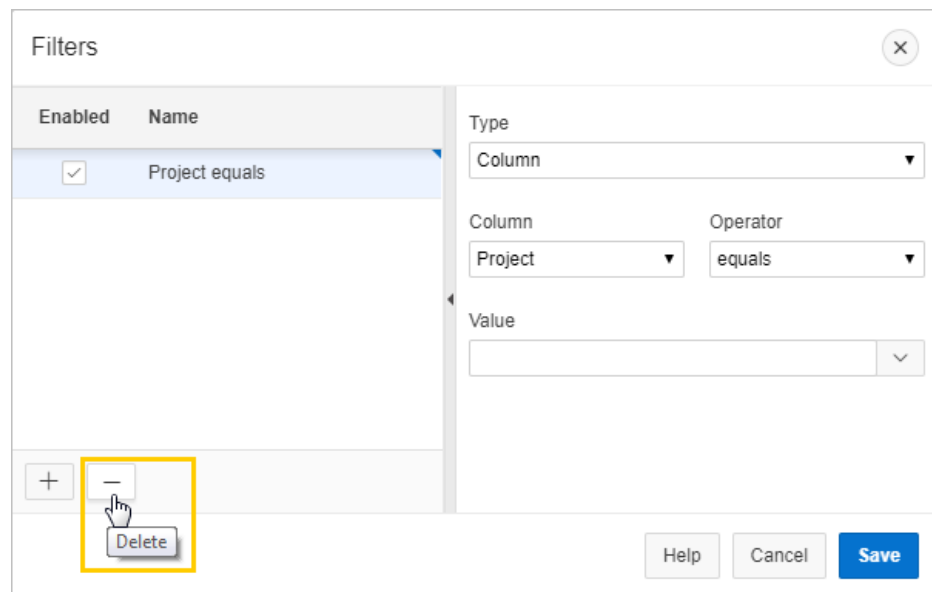 Filters
Enabled Name
Project equals
Type
Column
Column Operator
Project equals
Value
Delete
Help Cancel Save